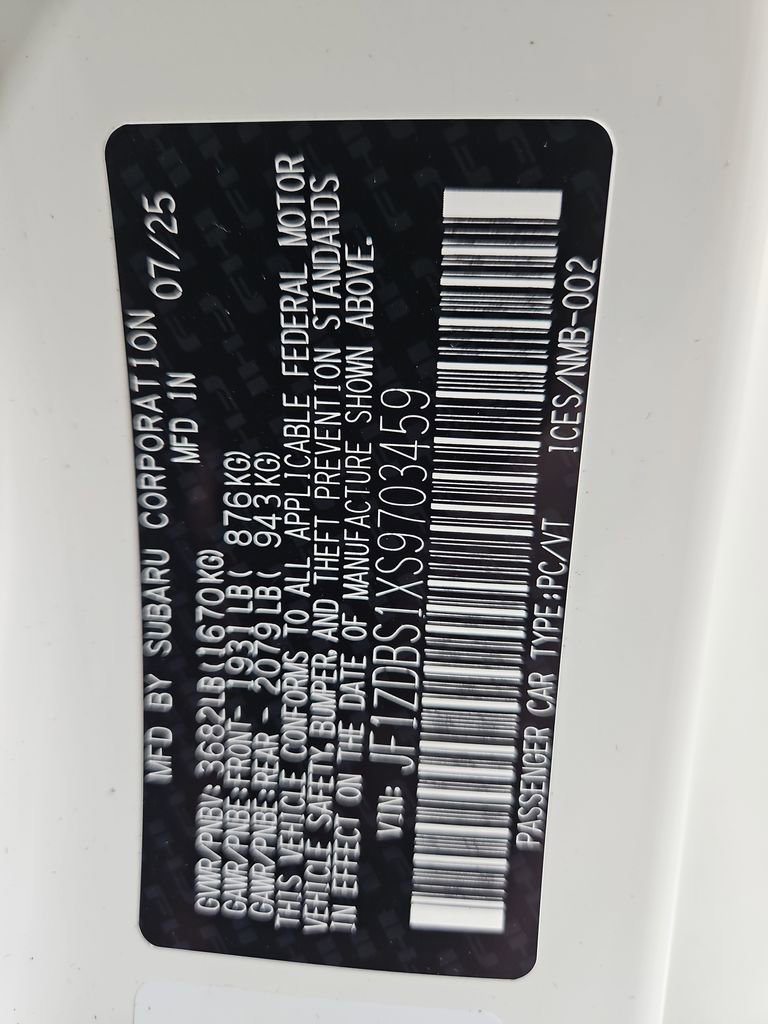 MFD BY SUBARU CORPORATION
MFD IN 07/25
GVWR/PNBV: 3682LB(1670KG)
GAWR/PNBE:FRONT- 1931LB( 876KG)
GAWR/PNBE:REAR - 2079LB( 943KG)
THIS VEHICLE CONFORMS TO ALL APPLICABLE FEDERAL MOTOR
VEHICLE SAFETY, BUMPER, AND THEFT PREVENTION STANDARDS
IN EFFECT ON THE DATE OF MANUFACTURE SHOWN ABOVE.
VIN: JF1ZDBS1XS9703459
PASSENGER CAR TYPE:PC/VT ICES/NMB-002